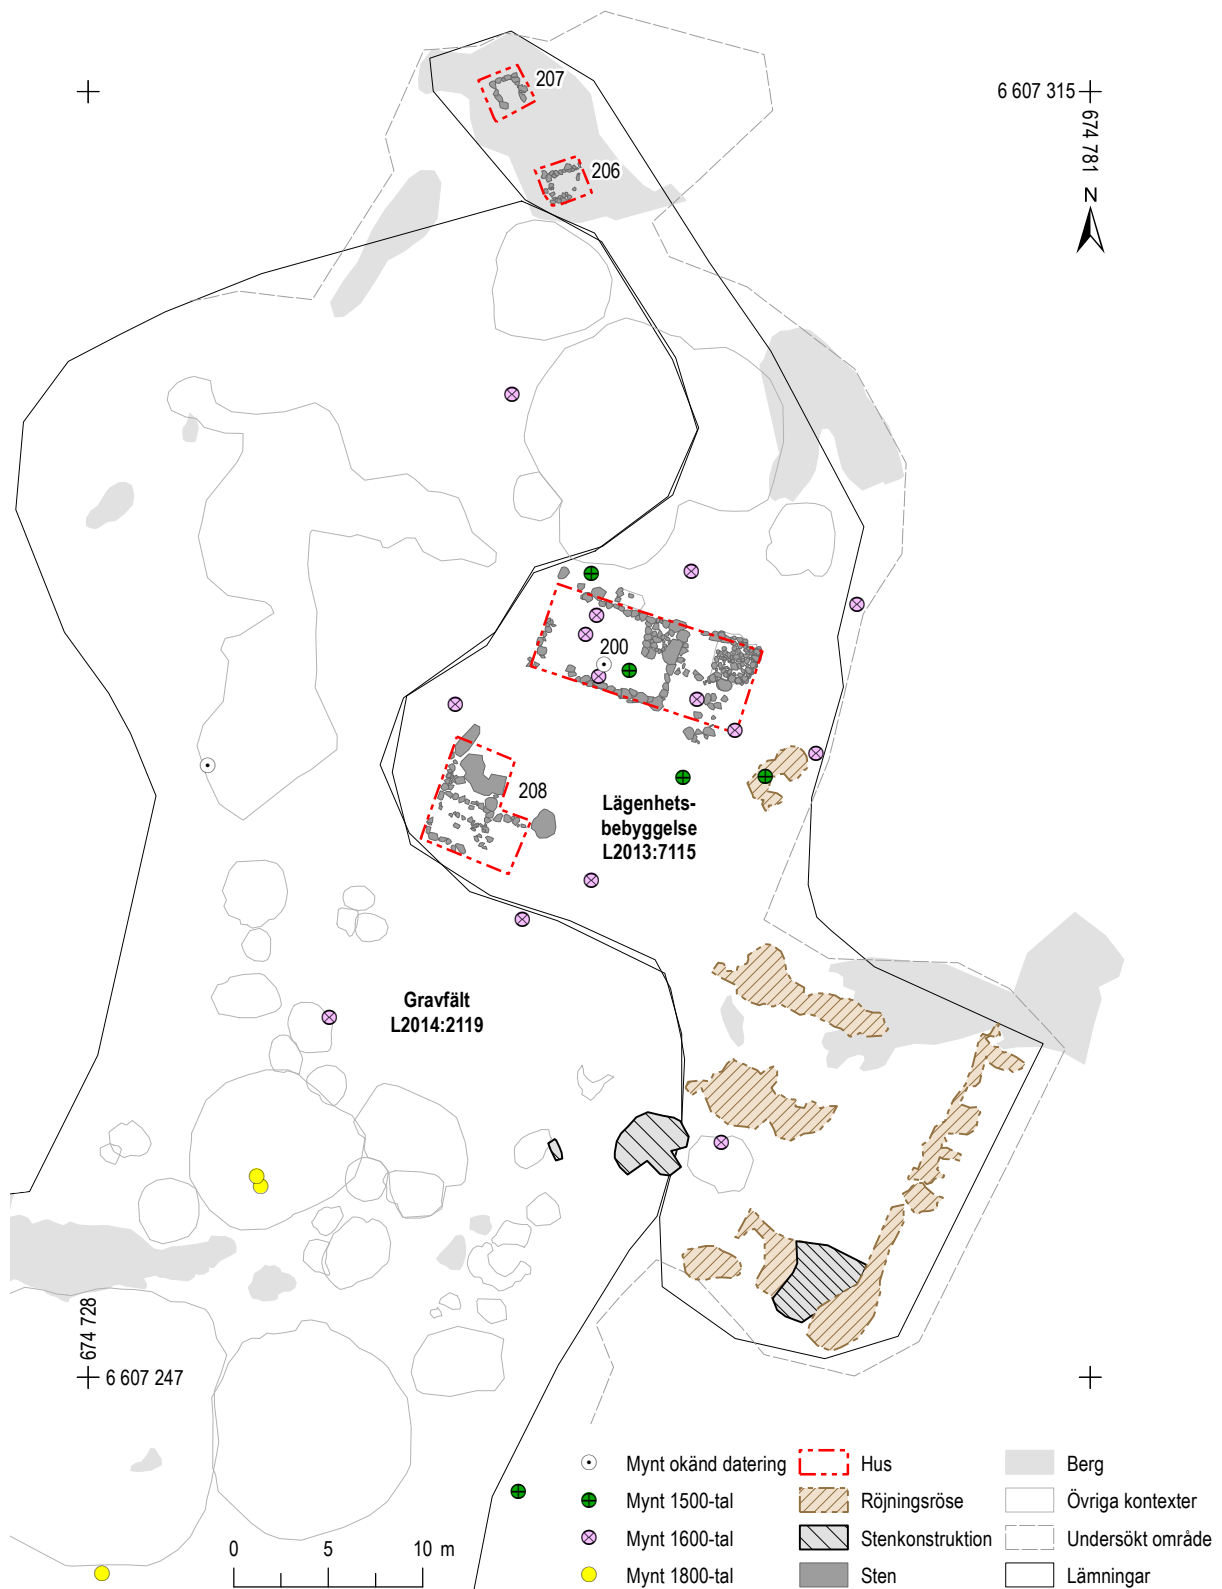 207
6 607 315
674 781
206
N
200
208
Lägenhets-
bebyggelse
L2013:7115
Gravfält
L2014:2119
674 728
6 607 247
0 5 10 m
Mynt okänd datering
Mynt 1500-tal
Mynt 1600-tal
Mynt 1800-tal
Hus
Röjningsröse
Stenkonstruktion
Sten
Berg
Övriga kontexter
Undersökt område
Lämningar